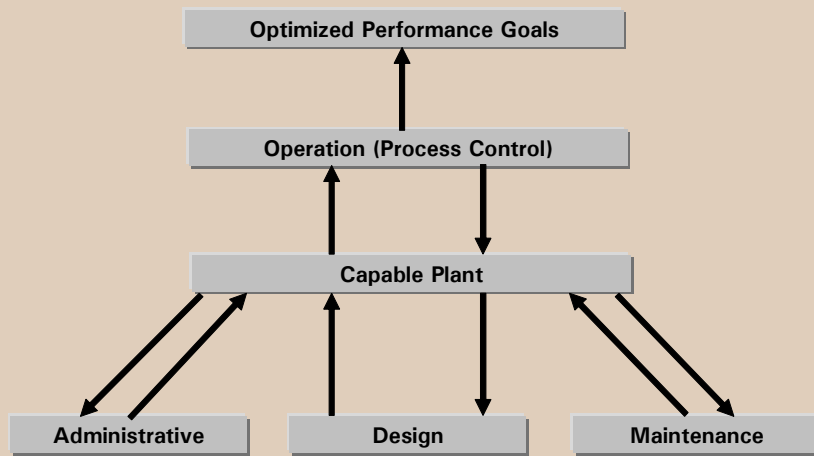 Optimized Performance Goals
Operation (Process Control)
Capable Plant
Administrative
Design
Maintenance